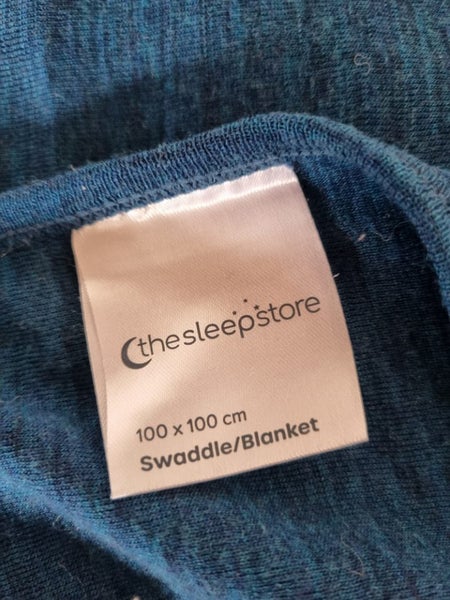 thesleepstore
100 x 100 cm
Swaddle/Blanket